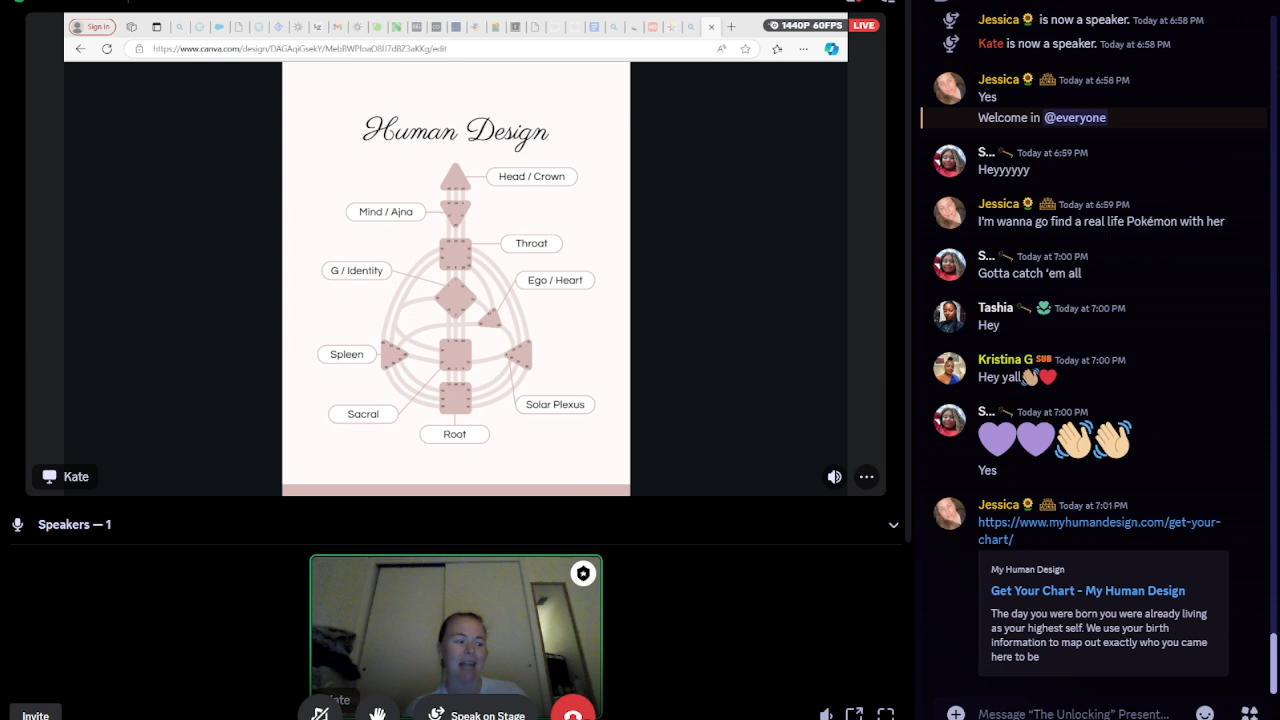 Sign in
1440P 60FPS
LIVE
https://www.canva.com/design/DAGAqiGsekY/MebBWPfoaO8II7dBZ3aKKg/edit
Human Design
Head / Crown
Mind / Ajna
Throat
G / Identity
Ego / Heart
Spleen
Sacral
Solar Plexus
Root
Kate
Speakers — 1
Kate
Invite
Speak on Stage
Jessica is now a speaker. Today at 6:58 PM
Kate is now a speaker. Today at 6:58 PM
Jessica Today at 6:58 PM
Yes
Welcome in @everyone
S... Today at 6:59 PM
Heyyyyyy
Jessica Today at 6:59 PM
I'm wanna go find a real life Pokémon with her
S... Today at 7:00 PM
Gotta catch ‘em all
Tashia Today at 7:00 PM
Hey
Kristina G SUB Today at 7:00 PM
Hey yall👋🏼❤️
S... Today at 7:00 PM
💜💜👋🏼👋🏼
Yes
Jessica Today at 7:01 PM
https://www.myhumandesign.com/get-your-
chart/
My Human Design
Get Your Chart - My Human Design
The day you were born you were already living
as your highest self. We use your birth
information to map out exactly who you came
here to be
Message “The Unlocking” Present...